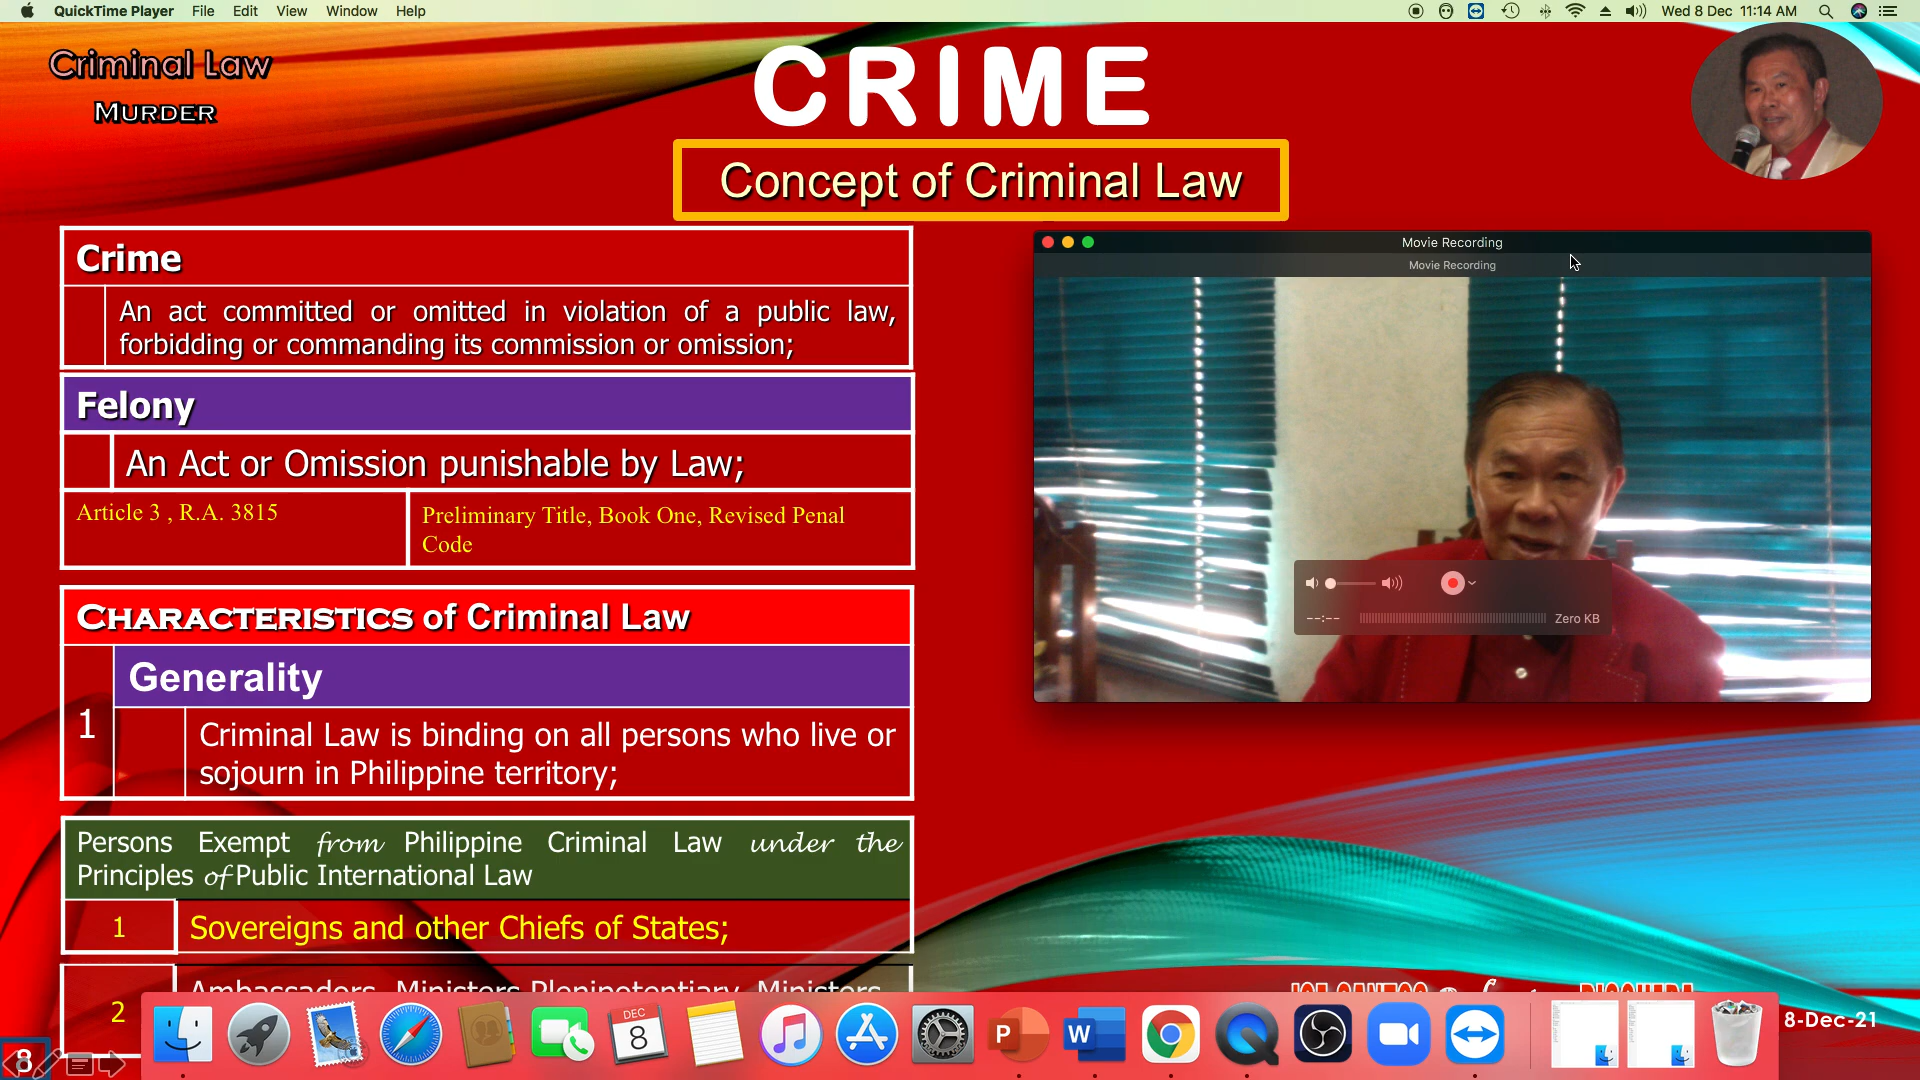 QuickTime Player File Edit View Window Help Wed 8 Dec 11:14 AM
Criminal Law
MURDER
CRIME
Concept of Criminal Law
Crime
An act committed or omitted in violation of a public law,
forbidding or commanding its commission or omission;
Felony
An Act or Omission punishable by Law;
Article 3 , R.A. 3815
Preliminary Title, Book One, Revised Penal
Code
CHARACTERISTICS of Criminal Law
1
Generality
Criminal Law is binding on all persons who live or
sojourn in Philippine territory;
Persons Exempt from Philippine Criminal Law under the
Principles of Public International Law
1 Sovereigns and other Chiefs of States;
2 Ambassadors, Ministers Plenipotentiary, Ministers
Movie Recording
Movie Recording
--:-- Zero KB
DEC
8
P
W
8-Dec-21
8